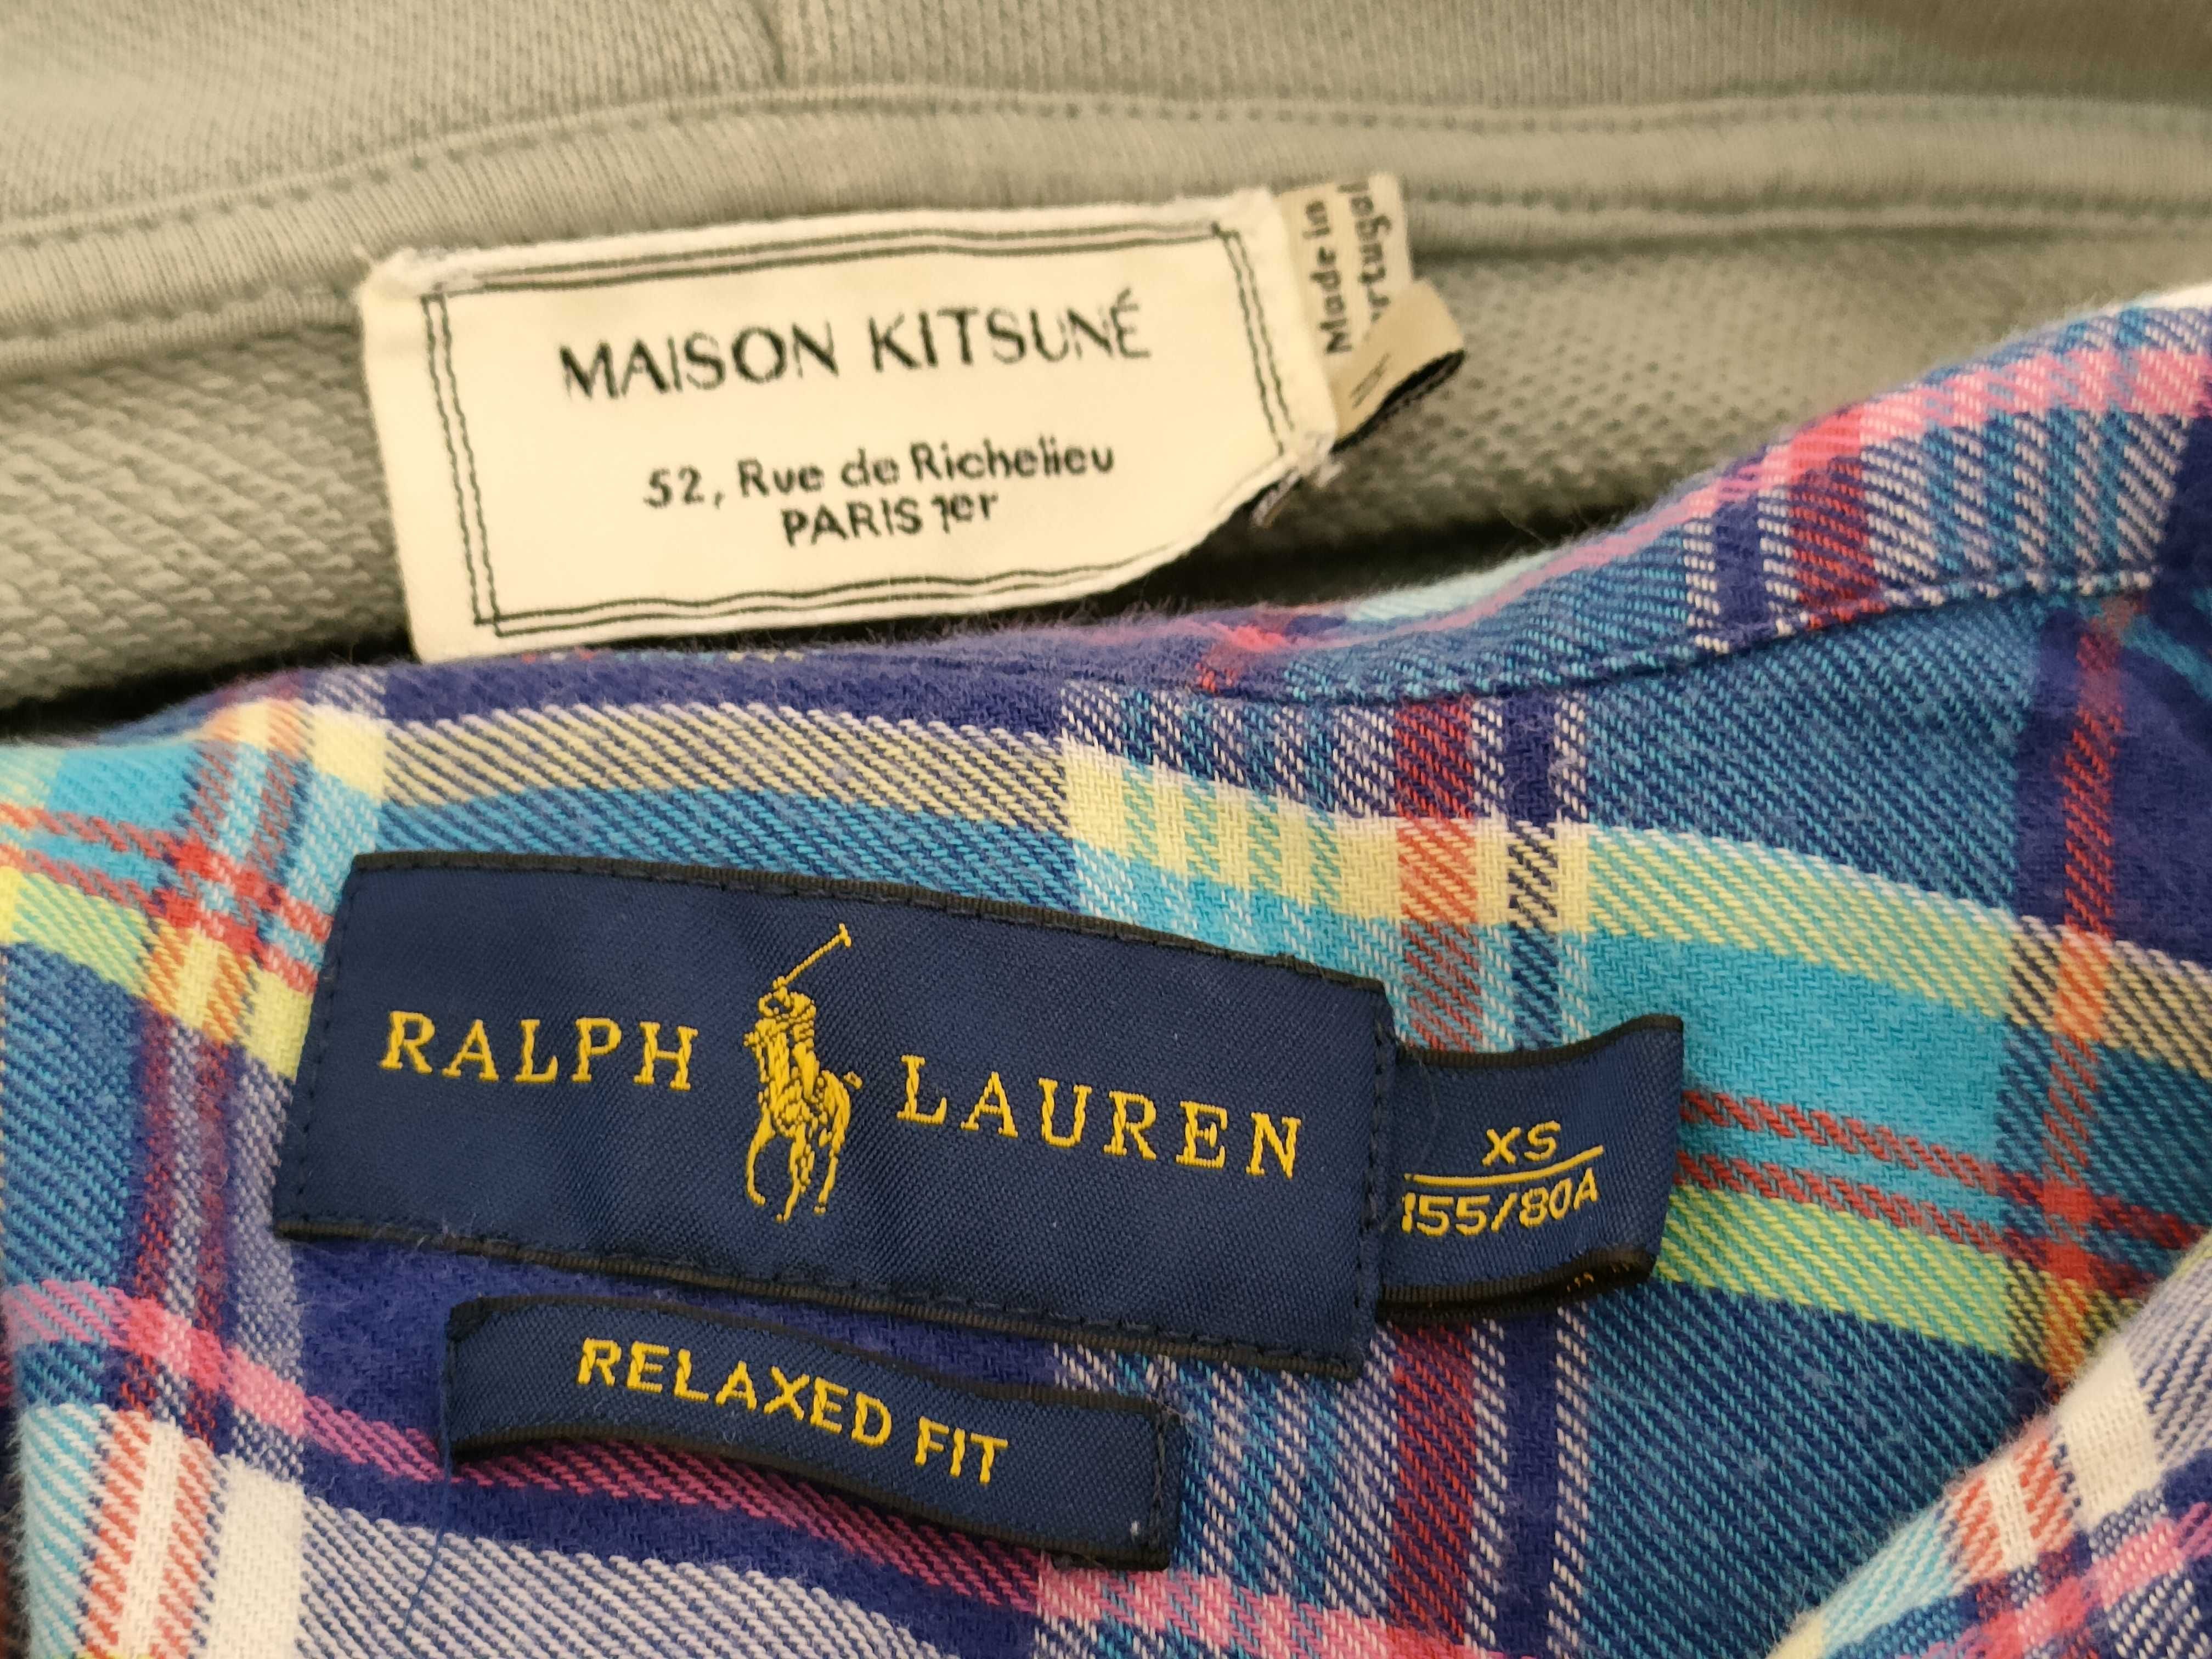 MAISON KITSUNÉ
52, Rue de Richelieu
PARIS 1er
Made in
RALPH LAUREN
XS
155/80A
RELAXED FIT